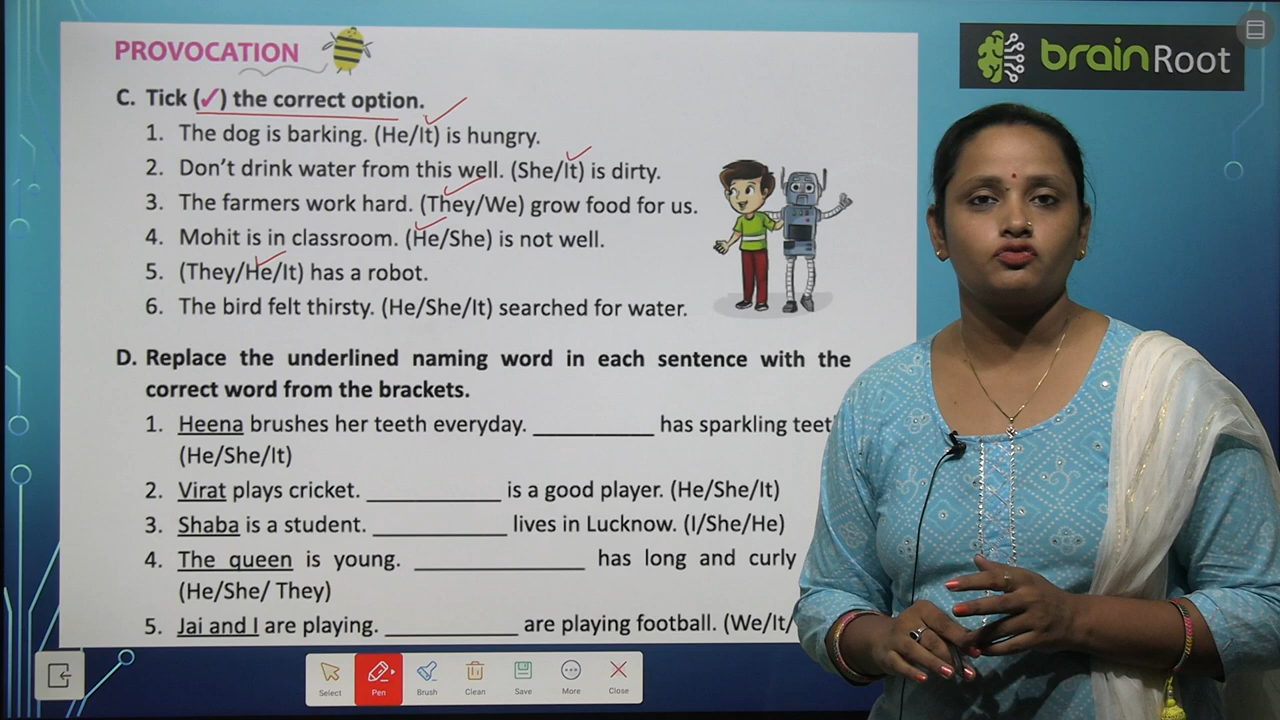 PROVOCATION
brainRoot
C. Tick (✓) the correct option.
1. The dog is barking. (He/It) is hungry.
2. Don't drink water from this well. (She/It) is dirty.
3. The farmers work hard. (They/We) grow food for us.
4. Mohit is in classroom. (He/She) is not well.
5. (They/He/It) has a robot.
6. The bird felt thirsty. (He/She/It) searched for water.
D. Replace the underlined naming word in each sentence with the
correct word from the brackets.
1. Heena brushes her teeth everyday. __________ has sparkling
(He/She/It)
2. Virat plays cricket. ___________ is a good player. (He/She/It)
3. Shaba is a student. ___________ lives in Lucknow. (I/She/He)
4. The queen is young. ______________ has long and curly
(He/She/ They)
5. Jai and I are playing. ___________ are playing football. (We/It/
Select Pen Brush Clean Save More Close